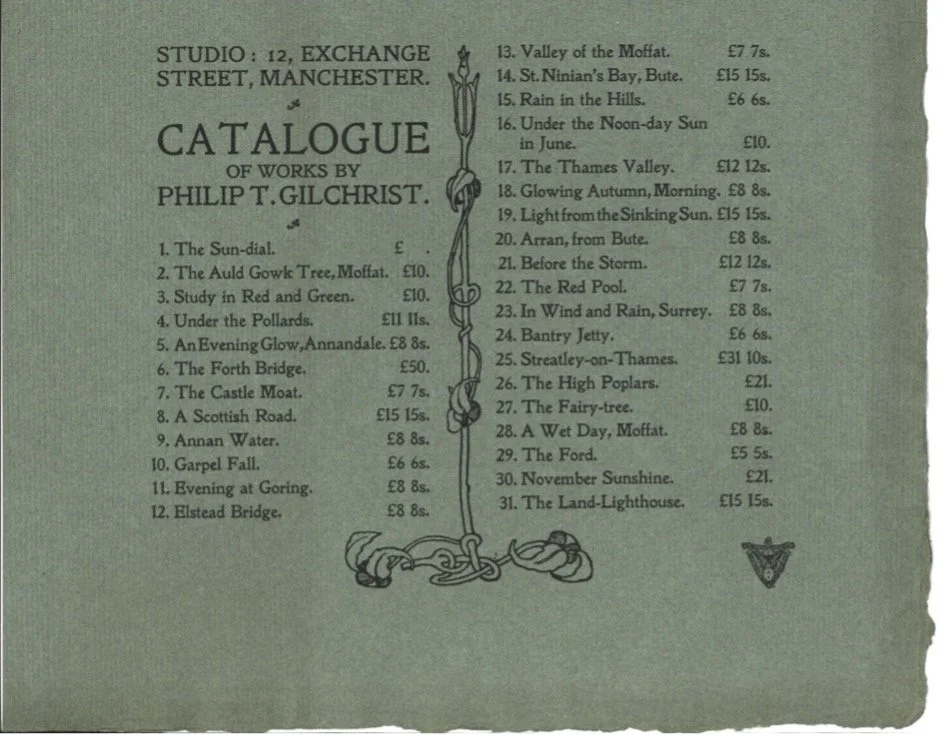 STUDIO: 12, EXCHANGE
STREET, MANCHESTER.
CATALOGUE
OF WORKS BY
PHILIP T. GILCHRIST.
1. The Sun-dial. £ .
2. The Auld Gowk Tree, Moffat. £10.
3. Study in Red and Green. £10.
4. Under the Pollards. £11 11s.
5. An Evening Glow, Annandale. £8 8s.
6. The Forth Bridge. £50.
7. The Castle Moat. £7 7s.
8. A Scottish Road. £15 15s.
9. Annan Water. £8 8s.
10. Garpel Fall. £6 6s.
11. Evening at Goring. £8 8s.
12. Elstead Bridge. £8 8s.
13. Valley of the Moffat. £7 7s.
14. St. Ninian's Bay, Bute. £15 15s.
15. Rain in the Hills. £6 6s.
16. Under the Noon-day Sun
in June. £10.
17. The Thames Valley. £12 12s.
18. Glowing Autumn, Morning. £8 8s.
19. Light from the Sinking Sun. £15 15s.
20. Arran, from Bute. £8 8s.
21. Before the Storm. £12 12s.
22. The Red Pool. £7 7s.
23. In Wind and Rain, Surrey. £8 8s.
24. Bantry Jetty. £6 6s.
25. Streatley-on-Thames. £31 10s.
26. The High Poplars. £21.
27. The Fairy-tree. £10.
28. A Wet Day, Moffat. £8 8s.
29. The Ford. £5 5s.
30. November Sunshine. £21.
31. The Land-Lighthouse. £15 15s.